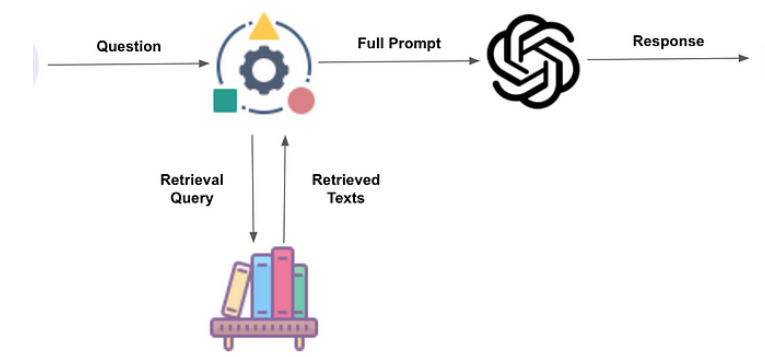 Question
Full Prompt
Response
Retrieval
Query
Retrieved
Texts